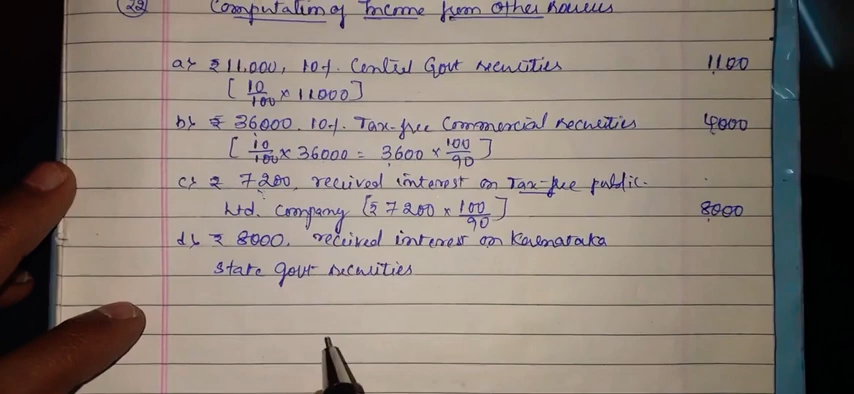 22 Computation of Income from Other Sources
a> ₹ 11,000, 10%. Central Govt securities 1100
[10/100 × 11000]
b> ₹ 36000. 10%. Tax-free Commercial securities 4000
[10/100 × 36000 = 3600 × 100/90]
c> ₹ 7200, received interest on Tax-free public.
Ltd. Company [₹ 7200 × 100/90] 8000
d> ₹ 8000. received interest on Karnataka
State Govt securities